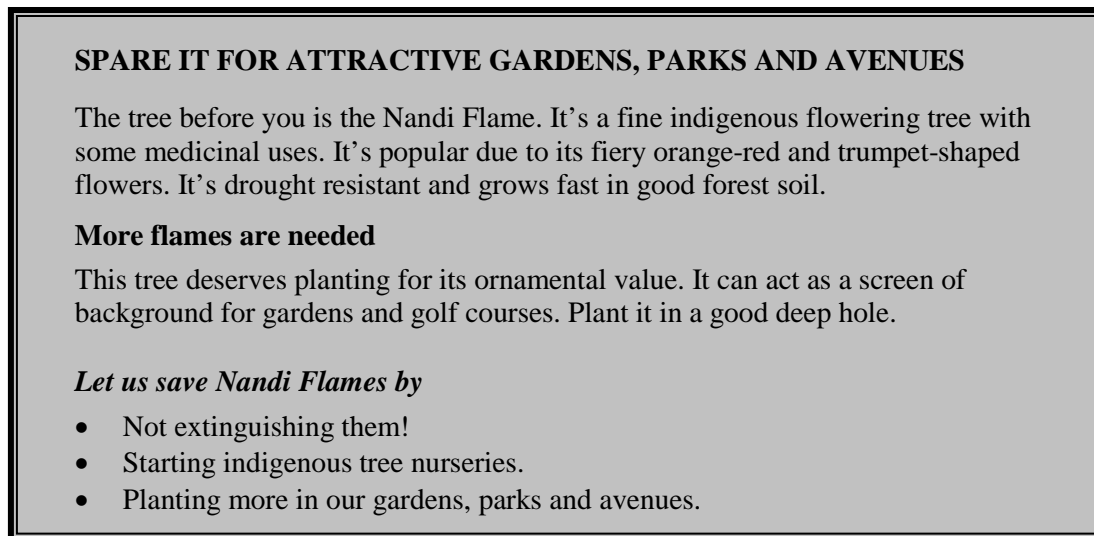 SPARE IT FOR ATTRACTIVE GARDENS, PARKS AND AVENUES
The tree before you is the Nandi Flame. It’s a fine indigenous flowering tree with
some medicinal uses. It’s popular due to its fiery orange-red and trumpet-shaped
flowers. It’s drought resistant and grows fast in good forest soil.
More flames are needed
This tree deserves planting for its ornamental value. It can act as a screen of
background for gardens and golf courses. Plant it in a good deep hole.
Let us save Nandi Flames by
• Not extinguishing them!
• Starting indigenous tree nurseries.
• Planting more in our gardens, parks and avenues.